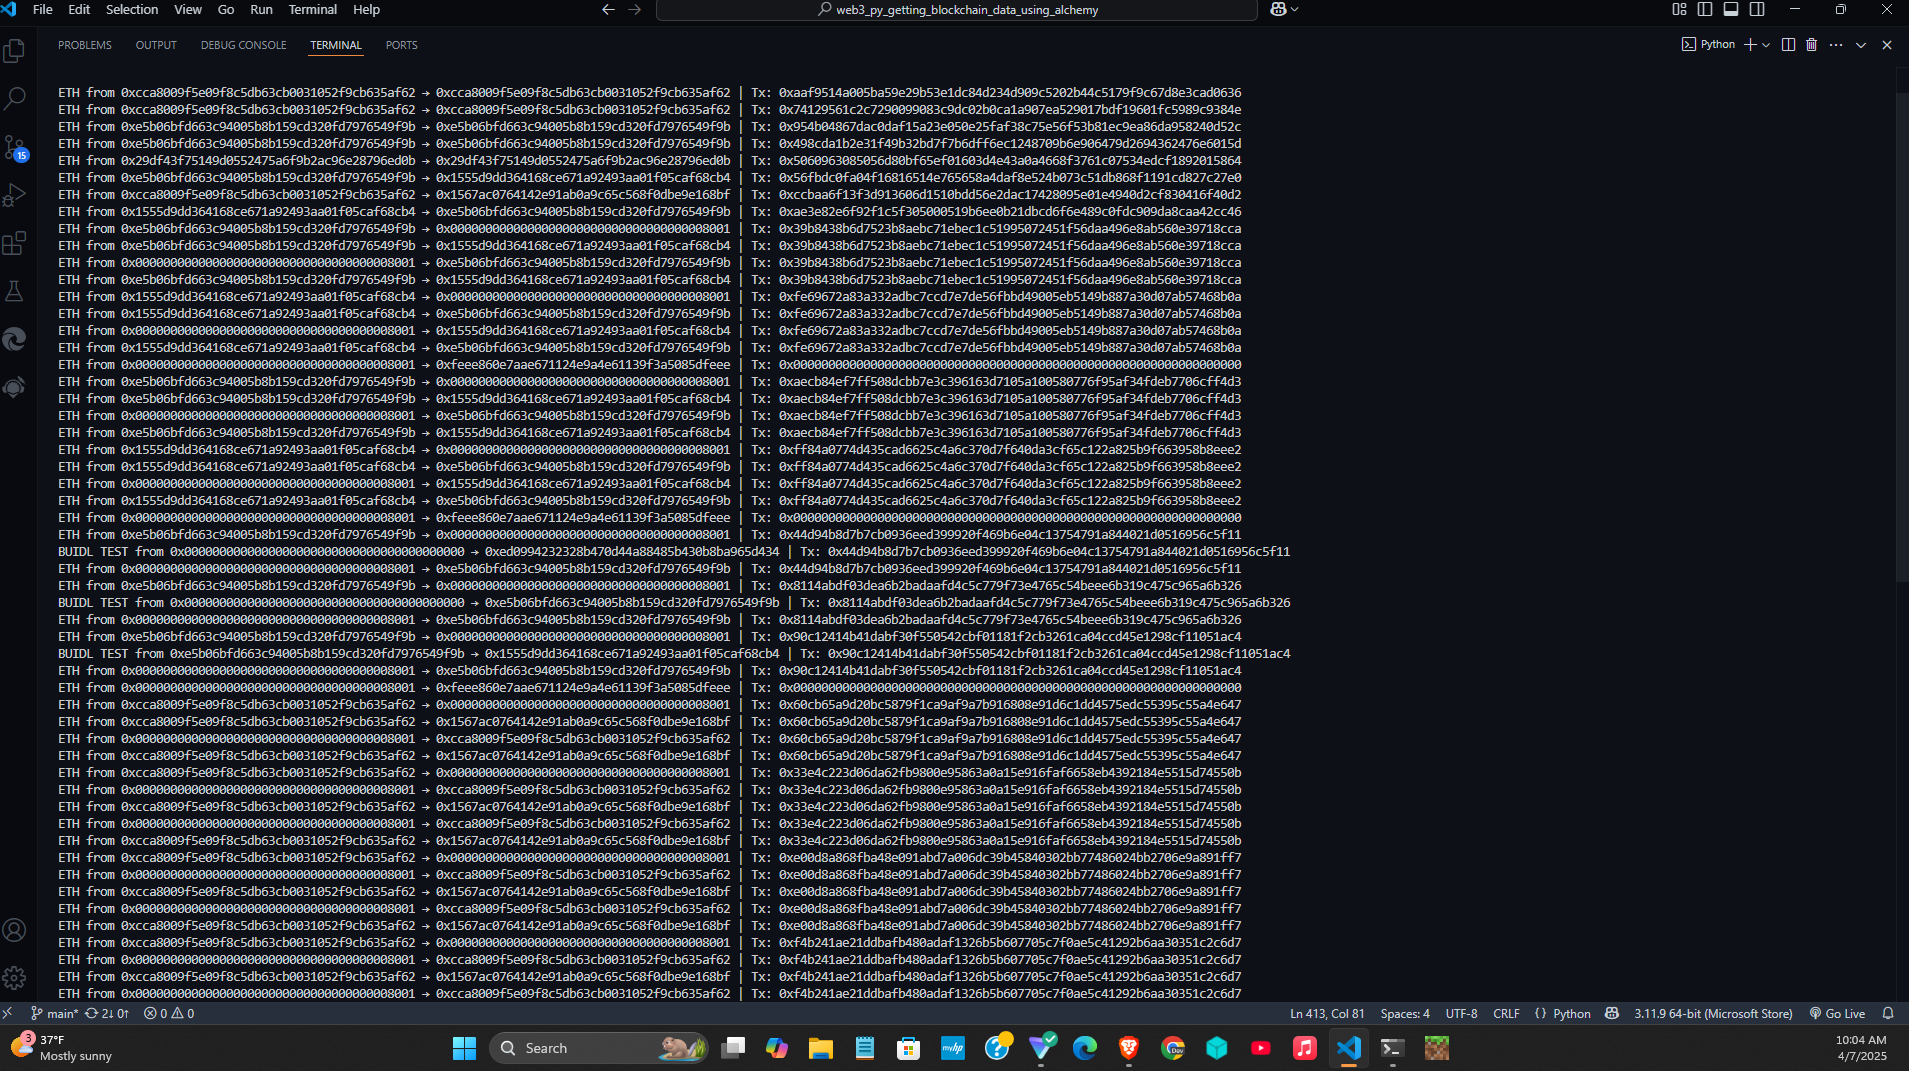 File Edit Selection View Go Run Terminal Help
web3_py_getting_blockchain_data_using_alchemy
PROBLEMS OUTPUT DEBUG CONSOLE TERMINAL PORTS
Python
ETH from 0xcca8009f5e09f8c5db63cb0031052f9cb635af62 → 0xcca8009f5e09f8c5db63cb0031052f9cb635af62 | Tx: 0xaaf9514a005ba59e29b53e1dc84d234d909c5202b44c5179f9c67d8e3cad0636
ETH from 0xcca8009f5e09f8c5db63cb0031052f9cb635af62 → 0xcca8009f5e09f8c5db63cb0031052f9cb635af62 | Tx: 0x74129561c2c7290099083c9dc02b0ca1a907ea529017bdf19601fc5989c9384e
ETH from 0xe5b06bfd663c94005b8b159cd320fd7976549f9b → 0xe5b06bfd663c94005b8b159cd320fd7976549f9b | Tx: 0x954b04867dac0daf15a23e050e25faf38c75e56f53b81ec9ea86da958240d52c
ETH from 0xe5b06bfd663c94005b8b159cd320fd7976549f9b → 0xe5b06bfd663c94005b8b159cd320fd7976549f9b | Tx: 0x498cda1b2e31f49b32bd7f7b6dff6ec1248709b6e906479d2694362476e6015d
ETH from 0x29df43f75149d0552475a6f9b2ac96e28796ed0b → 0x29df43f75149d0552475a6f9b2ac96e28796ed0b | Tx: 0x5060963085056d80bf65ef01603d4e43a0a4668f3761c07534edcf1892015864
ETH from 0xe5b06bfd663c94005b8b159cd320fd7976549f9b → 0x1555d9dd364168ce671a92493aa01f05caf68cb4 | Tx: 0x56fbdc0fa04f16816514e765658a4daf8e524b073c51db868f1191cd827c27e0
ETH from 0xcca8009f5e09f8c5db63cb0031052f9cb635af62 → 0x1567ac0764142e91ab0a9c65c568f0dbe9e168bf | Tx: 0xccbaa6f13f3d913606d1510bdd56e2dac17428095e01e4940d2cf830416f40d2
ETH from 0x1555d9dd364168ce671a92493aa01f05caf68cb4 → 0xe5b06bfd663c94005b8b159cd320fd7976549f9b | Tx: 0xae3e82e6f92f1c5f305000519b6ee0b21dbcd6f6e489c0fdc909da8caa42cc46
ETH from 0xe5b06bfd663c94005b8b159cd320fd7976549f9b → 0x0000000000000000000000000000000000008001 | Tx: 0x39b8438b6d7523b8aebc71ebec1c51995072451f56daa496e8ab560e39718cca
ETH from 0xe5b06bfd663c94005b8b159cd320fd7976549f9b → 0x1555d9dd364168ce671a92493aa01f05caf68cb4 | Tx: 0x39b8438b6d7523b8aebc71ebec1c51995072451f56daa496e8ab560e39718cca
ETH from 0x0000000000000000000000000000000000008001 → 0xe5b06bfd663c94005b8b159cd320fd7976549f9b | Tx: 0x39b8438b6d7523b8aebc71ebec1c51995072451f56daa496e8ab560e39718cca
ETH from 0xe5b06bfd663c94005b8b159cd320fd7976549f9b → 0x1555d9dd364168ce671a92493aa01f05caf68cb4 | Tx: 0x39b8438b6d7523b8aebc71ebec1c51995072451f56daa496e8ab560e39718cca
ETH from 0x1555d9dd364168ce671a92493aa01f05caf68cb4 → 0x0000000000000000000000000000000000008001 | Tx: 0xfe69672a83a332adbc7ccd7e7de56fbbd49005eb5149b887a30d07ab57468b0a
ETH from 0x1555d9dd364168ce671a92493aa01f05caf68cb4 → 0xe5b06bfd663c94005b8b159cd320fd7976549f9b | Tx: 0xfe69672a83a332adbc7ccd7e7de56fbbd49005eb5149b887a30d07ab57468b0a
ETH from 0x0000000000000000000000000000000000008001 → 0x1555d9dd364168ce671a92493aa01f05caf68cb4 | Tx: 0xfe69672a83a332adbc7ccd7e7de56fbbd49005eb5149b887a30d07ab57468b0a
ETH from 0x1555d9dd364168ce671a92493aa01f05caf68cb4 → 0xe5b06bfd663c94005b8b159cd320fd7976549f9b | Tx: 0xfe69672a83a332adbc7ccd7e7de56fbbd49005eb5149b887a30d07ab57468b0a
ETH from 0x0000000000000000000000000000000000008001 → 0xfeee860e7aae671124e9a4e61139f3a5085dfeee | Tx: 0x0000000000000000000000000000000000000000000000000000000000000000
ETH from 0xe5b06bfd663c94005b8b159cd320fd7976549f9b → 0x0000000000000000000000000000000000008001 | Tx: 0xaecb84ef7ff508dcbb7e3c396163d7105a100580776f95af34fdeb7706cff4d3
ETH from 0xe5b06bfd663c94005b8b159cd320fd7976549f9b → 0x1555d9dd364168ce671a92493aa01f05caf68cb4 | Tx: 0xaecb84ef7ff508dcbb7e3c396163d7105a100580776f95af34fdeb7706cff4d3
ETH from 0x0000000000000000000000000000000000008001 → 0xe5b06bfd663c94005b8b159cd320fd7976549f9b | Tx: 0xaecb84ef7ff508dcbb7e3c396163d7105a100580776f95af34fdeb7706cff4d3
ETH from 0xe5b06bfd663c94005b8b159cd320fd7976549f9b → 0x1555d9dd364168ce671a92493aa01f05caf68cb4 | Tx: 0xaecb84ef7ff508dcbb7e3c396163d7105a100580776f95af34fdeb7706cff4d3
ETH from 0x1555d9dd364168ce671a92493aa01f05caf68cb4 → 0x0000000000000000000000000000000000008001 | Tx: 0xff84a0774d435cad6625c4a6c370d7f640da3cf65c122a825b9f663958b8eee2
ETH from 0x1555d9dd364168ce671a92493aa01f05caf68cb4 → 0xe5b06bfd663c94005b8b159cd320fd7976549f9b | Tx: 0xff84a0774d435cad6625c4a6c370d7f640da3cf65c122a825b9f663958b8eee2
ETH from 0x0000000000000000000000000000000000008001 → 0x1555d9dd364168ce671a92493aa01f05caf68cb4 | Tx: 0xff84a0774d435cad6625c4a6c370d7f640da3cf65c122a825b9f663958b8eee2
ETH from 0x1555d9dd364168ce671a92493aa01f05caf68cb4 → 0xe5b06bfd663c94005b8b159cd320fd7976549f9b | Tx: 0xff84a0774d435cad6625c4a6c370d7f640da3cf65c122a825b9f663958b8eee2
ETH from 0x0000000000000000000000000000000000008001 → 0xfeee860e7aae671124e9a4e61139f3a5085dfeee | Tx: 0x0000000000000000000000000000000000000000000000000000000000000000
ETH from 0xe5b06bfd663c94005b8b159cd320fd7976549f9b → 0x0000000000000000000000000000000000008001 | Tx: 0x44d94b8d7b7cb0936eed399920f469b6e04c13754791a844021d0516956c5f11
BUIDL TEST from 0x0000000000000000000000000000000000000000 → 0xed0994232328b470d44a88485b430b8ba965d434 | Tx: 0x44d94b8d7b7cb0936eed399920f469b6e04c13754791a844021d0516956c5f11
ETH from 0x0000000000000000000000000000000000008001 → 0xe5b06bfd663c94005b8b159cd320fd7976549f9b | Tx: 0x44d94b8d7b7cb0936eed399920f469b6e04c13754791a844021d0516956c5f11
ETH from 0xe5b06bfd663c94005b8b159cd320fd7976549f9b → 0x0000000000000000000000000000000000008001 | Tx: 0x8114abdf03dea6b2badaafd4c5c779f73e4765c54beee6b319c475c965a6b326
BUIDL TEST from 0x0000000000000000000000000000000000000000 → 0xe5b06bfd663c94005b8b159cd320fd7976549f9b | Tx: 0x8114abdf03dea6b2badaafd4c5c779f73e4765c54beee6b319c475c965a6b326
ETH from 0x0000000000000000000000000000000000008001 → 0xe5b06bfd663c94005b8b159cd320fd7976549f9b | Tx: 0x8114abdf03dea6b2badaafd4c5c779f73e4765c54beee6b319c475c965a6b326
ETH from 0xe5b06bfd663c94005b8b159cd320fd7976549f9b → 0x0000000000000000000000000000000000008001 | Tx: 0x90c12414b41dabf30f550542cbf01181f2cb3261ca04ccd45e1298cf11051ac4
BUIDL TEST from 0xe5b06bfd663c94005b8b159cd320fd7976549f9b → 0x1555d9dd364168ce671a92493aa01f05caf68cb4 | Tx: 0x90c12414b41dabf30f550542cbf01181f2cb3261ca04ccd45e1298cf11051ac4
ETH from 0x0000000000000000000000000000000000008001 → 0xe5b06bfd663c94005b8b159cd320fd7976549f9b | Tx: 0x90c12414b41dabf30f550542cbf01181f2cb3261ca04ccd45e1298cf11051ac4
ETH from 0x0000000000000000000000000000000000008001 → 0xfeee860e7aae671124e9a4e61139f3a5085dfeee | Tx: 0x0000000000000000000000000000000000000000000000000000000000000000
ETH from 0xcca8009f5e09f8c5db63cb0031052f9cb635af62 → 0x0000000000000000000000000000000000008001 | Tx: 0x60cb65a9d20bc5879f1ca9af9a7b916808e91d6c1dd4575edc55395c55a4e647
ETH from 0xcca8009f5e09f8c5db63cb0031052f9cb635af62 → 0x1567ac0764142e91ab0a9c65c568f0dbe9e168bf | Tx: 0x60cb65a9d20bc5879f1ca9af9a7b916808e91d6c1dd4575edc55395c55a4e647
ETH from 0x0000000000000000000000000000000000008001 → 0xcca8009f5e09f8c5db63cb0031052f9cb635af62 | Tx: 0x60cb65a9d20bc5879f1ca9af9a7b916808e91d6c1dd4575edc55395c55a4e647
ETH from 0xcca8009f5e09f8c5db63cb0031052f9cb635af62 → 0x1567ac0764142e91ab0a9c65c568f0dbe9e168bf | Tx: 0x60cb65a9d20bc5879f1ca9af9a7b916808e91d6c1dd4575edc55395c55a4e647
ETH from 0xcca8009f5e09f8c5db63cb0031052f9cb635af62 → 0x0000000000000000000000000000000000008001 | Tx: 0x33e4c223d06da62fb9800e95863a0a15e916faf6658eb4392184e5515d74550b
ETH from 0x0000000000000000000000000000000000008001 → 0xcca8009f5e09f8c5db63cb0031052f9cb635af62 | Tx: 0x33e4c223d06da62fb9800e95863a0a15e916faf6658eb4392184e5515d74550b
ETH from 0xcca8009f5e09f8c5db63cb0031052f9cb635af62 → 0x1567ac0764142e91ab0a9c65c568f0dbe9e168bf | Tx: 0x33e4c223d06da62fb9800e95863a0a15e916faf6658eb4392184e5515d74550b
ETH from 0x0000000000000000000000000000000000008001 → 0xcca8009f5e09f8c5db63cb0031052f9cb635af62 | Tx: 0x33e4c223d06da62fb9800e95863a0a15e916faf6658eb4392184e5515d74550b
ETH from 0xcca8009f5e09f8c5db63cb0031052f9cb635af62 → 0x1567ac0764142e91ab0a9c65c568f0dbe9e168bf | Tx: 0x33e4c223d06da62fb9800e95863a0a15e916faf6658eb4392184e5515d74550b
ETH from 0xcca8009f5e09f8c5db63cb0031052f9cb635af62 → 0x0000000000000000000000000000000000008001 | Tx: 0xe00d8a868fba48e091abd7a006dc39b45840302bb77486024bb2706e9a891ff7
ETH from 0x0000000000000000000000000000000000008001 → 0xcca8009f5e09f8c5db63cb0031052f9cb635af62 | Tx: 0xe00d8a868fba48e091abd7a006dc39b45840302bb77486024bb2706e9a891ff7
ETH from 0xcca8009f5e09f8c5db63cb0031052f9cb635af62 → 0x1567ac0764142e91ab0a9c65c568f0dbe9e168bf | Tx: 0xe00d8a868fba48e091abd7a006dc39b45840302bb77486024bb2706e9a891ff7
ETH from 0x0000000000000000000000000000000000008001 → 0xcca8009f5e09f8c5db63cb0031052f9cb635af62 | Tx: 0xe00d8a868fba48e091abd7a006dc39b45840302bb77486024bb2706e9a891ff7
ETH from 0xcca8009f5e09f8c5db63cb0031052f9cb635af62 → 0x1567ac0764142e91ab0a9c65c568f0dbe9e168bf | Tx: 0xe00d8a868fba48e091abd7a006dc39b45840302bb77486024bb2706e9a891ff7
ETH from 0xcca8009f5e09f8c5db63cb0031052f9cb635af62 → 0x0000000000000000000000000000000000008001 | Tx: 0xf4b241ae21ddbafb480adaf1326b5b607705c7f0ae5c41292b6aa30351c2c6d7
ETH from 0x0000000000000000000000000000000000008001 → 0xcca8009f5e09f8c5db63cb0031052f9cb635af62 | Tx: 0xf4b241ae21ddbafb480adaf1326b5b607705c7f0ae5c41292b6aa30351c2c6d7
ETH from 0xcca8009f5e09f8c5db63cb0031052f9cb635af62 → 0x1567ac0764142e91ab0a9c65c568f0dbe9e168bf | Tx: 0xf4b241ae21ddbafb480adaf1326b5b607705c7f0ae5c41292b6aa30351c2c6d7
ETH from 0x0000000000000000000000000000000000008001 → 0xcca8009f5e09f8c5db63cb0031052f9cb635af62 | Tx: 0xf4b241ae21ddbafb480adaf1326b5b607705c7f0ae5c41292b6aa30351c2c6d7
15
main* 2↓ 0↑ 0 0 Ln 413, Col 81 Spaces: 4 UTF-8 CRLF {} Python 3.11.9 64-bit (Microsoft Store) Go Live
3
37°F
Mostly sunny
Search
myhp
Dev
10:04 AM
4/7/2025